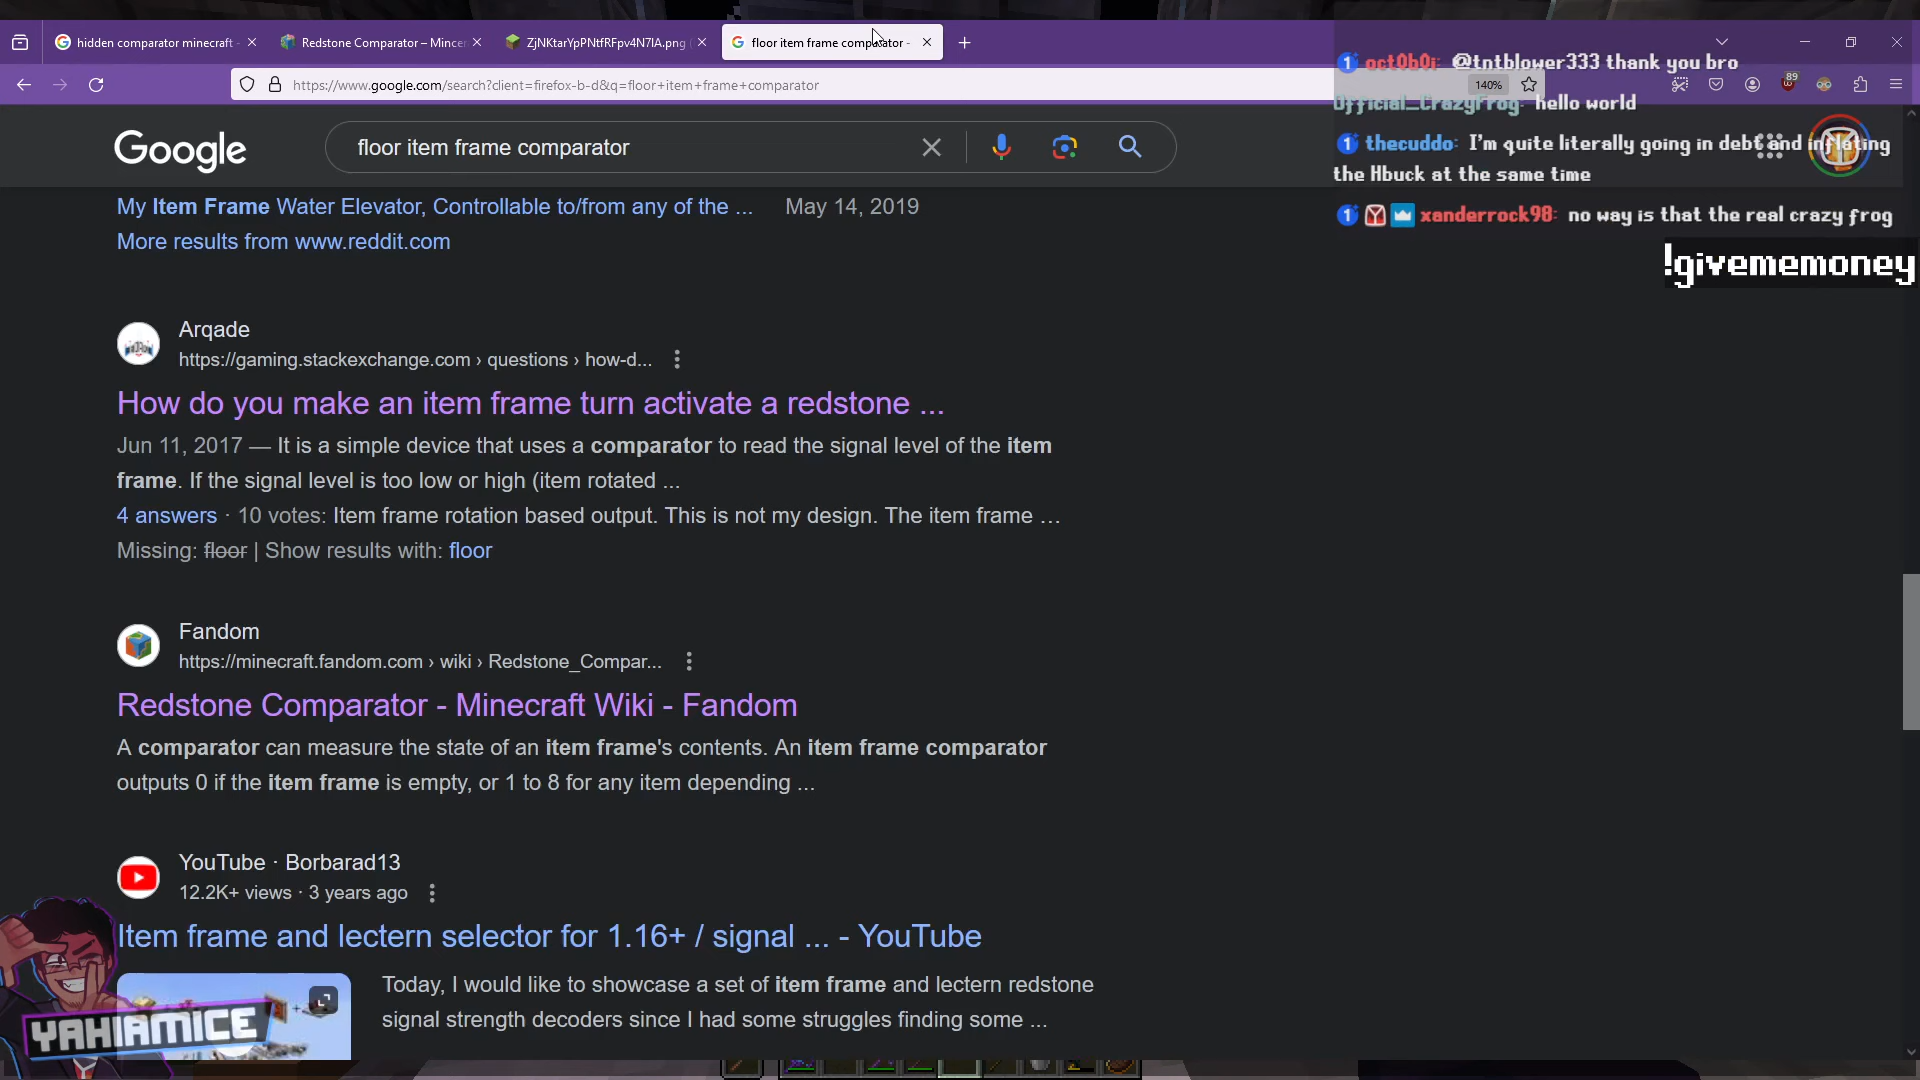 hidden comparator minecraft -
Redstone Comparator – Mincer
ZjNKtarYpPNtfRFpv4N7IA.png (
floor item frame comparator -
https://www.google.com/search?client=firefox-b-d&q=floor+item+frame+comparator
140%
89
oct0b0i: @tntblower333 thank you bro
Official_CrazyFrog: hello world
thecuddo: I'm quite literally going in debt and inflating
the Hbuck at the same time
xanderrock98: no way is that the real crazy frog
!givememoney
Google
floor item frame comparator
My Item Frame Water Elevator, Controllable to/from any of the ... May 14, 2019
More results from www.reddit.com
Arqade
https://gaming.stackexchange.com › questions › how-d...
How do you make an item frame turn activate a redstone ...
Jun 11, 2017 — It is a simple device that uses a comparator to read the signal level of the item
frame. If the signal level is too low or high (item rotated ...
4 answers · 10 votes: Item frame rotation based output. This is not my design. The item frame ...
Missing: floor | Show results with: floor
Fandom
https://minecraft.fandom.com › wiki › Redstone_Compar...
Redstone Comparator - Minecraft Wiki - Fandom
A comparator can measure the state of an item frame's contents. An item frame comparator
outputs 0 if the item frame is empty, or 1 to 8 for any item depending ...
YouTube · Borbarad13
12.2K+ views · 3 years ago
Item frame and lectern selector for 1.16+ / signal ... - YouTube
Today, I would like to showcase a set of item frame and lectern redstone
signal strength decoders since I had some struggles finding some ...
YAHIAMICE